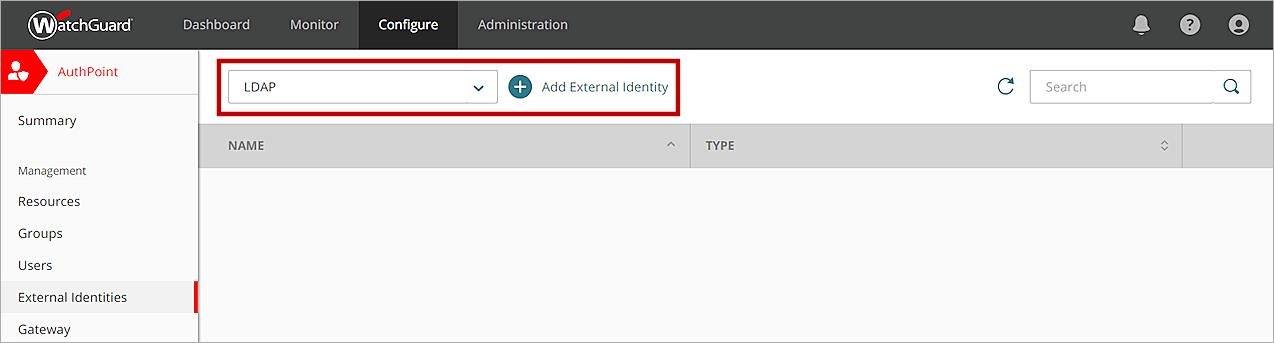 WatchGuard Dashboard Monitor Configure Administration
AuthPoint
LDAP Add External Identity Search
Summary
NAME TYPE
Management
Resources
Groups
Users
External Identities
Gateway